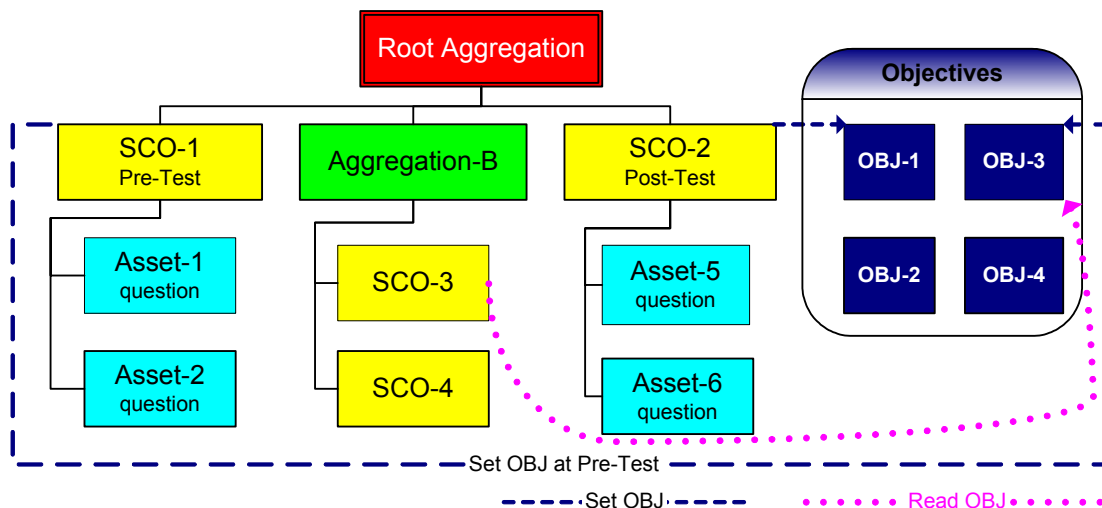 Root Aggregation
Objectives
SCO-1
Pre-Test
Aggregation-B
SCO-2
Post-Test
OBJ-1
OBJ-3
Asset-1
question
SCO-3
Asset-5
question
OBJ-2
OBJ-4
Asset-2
question
SCO-4
Asset-6
question
Set OBJ at Pre-Test
Set OBJ
Read OBJ